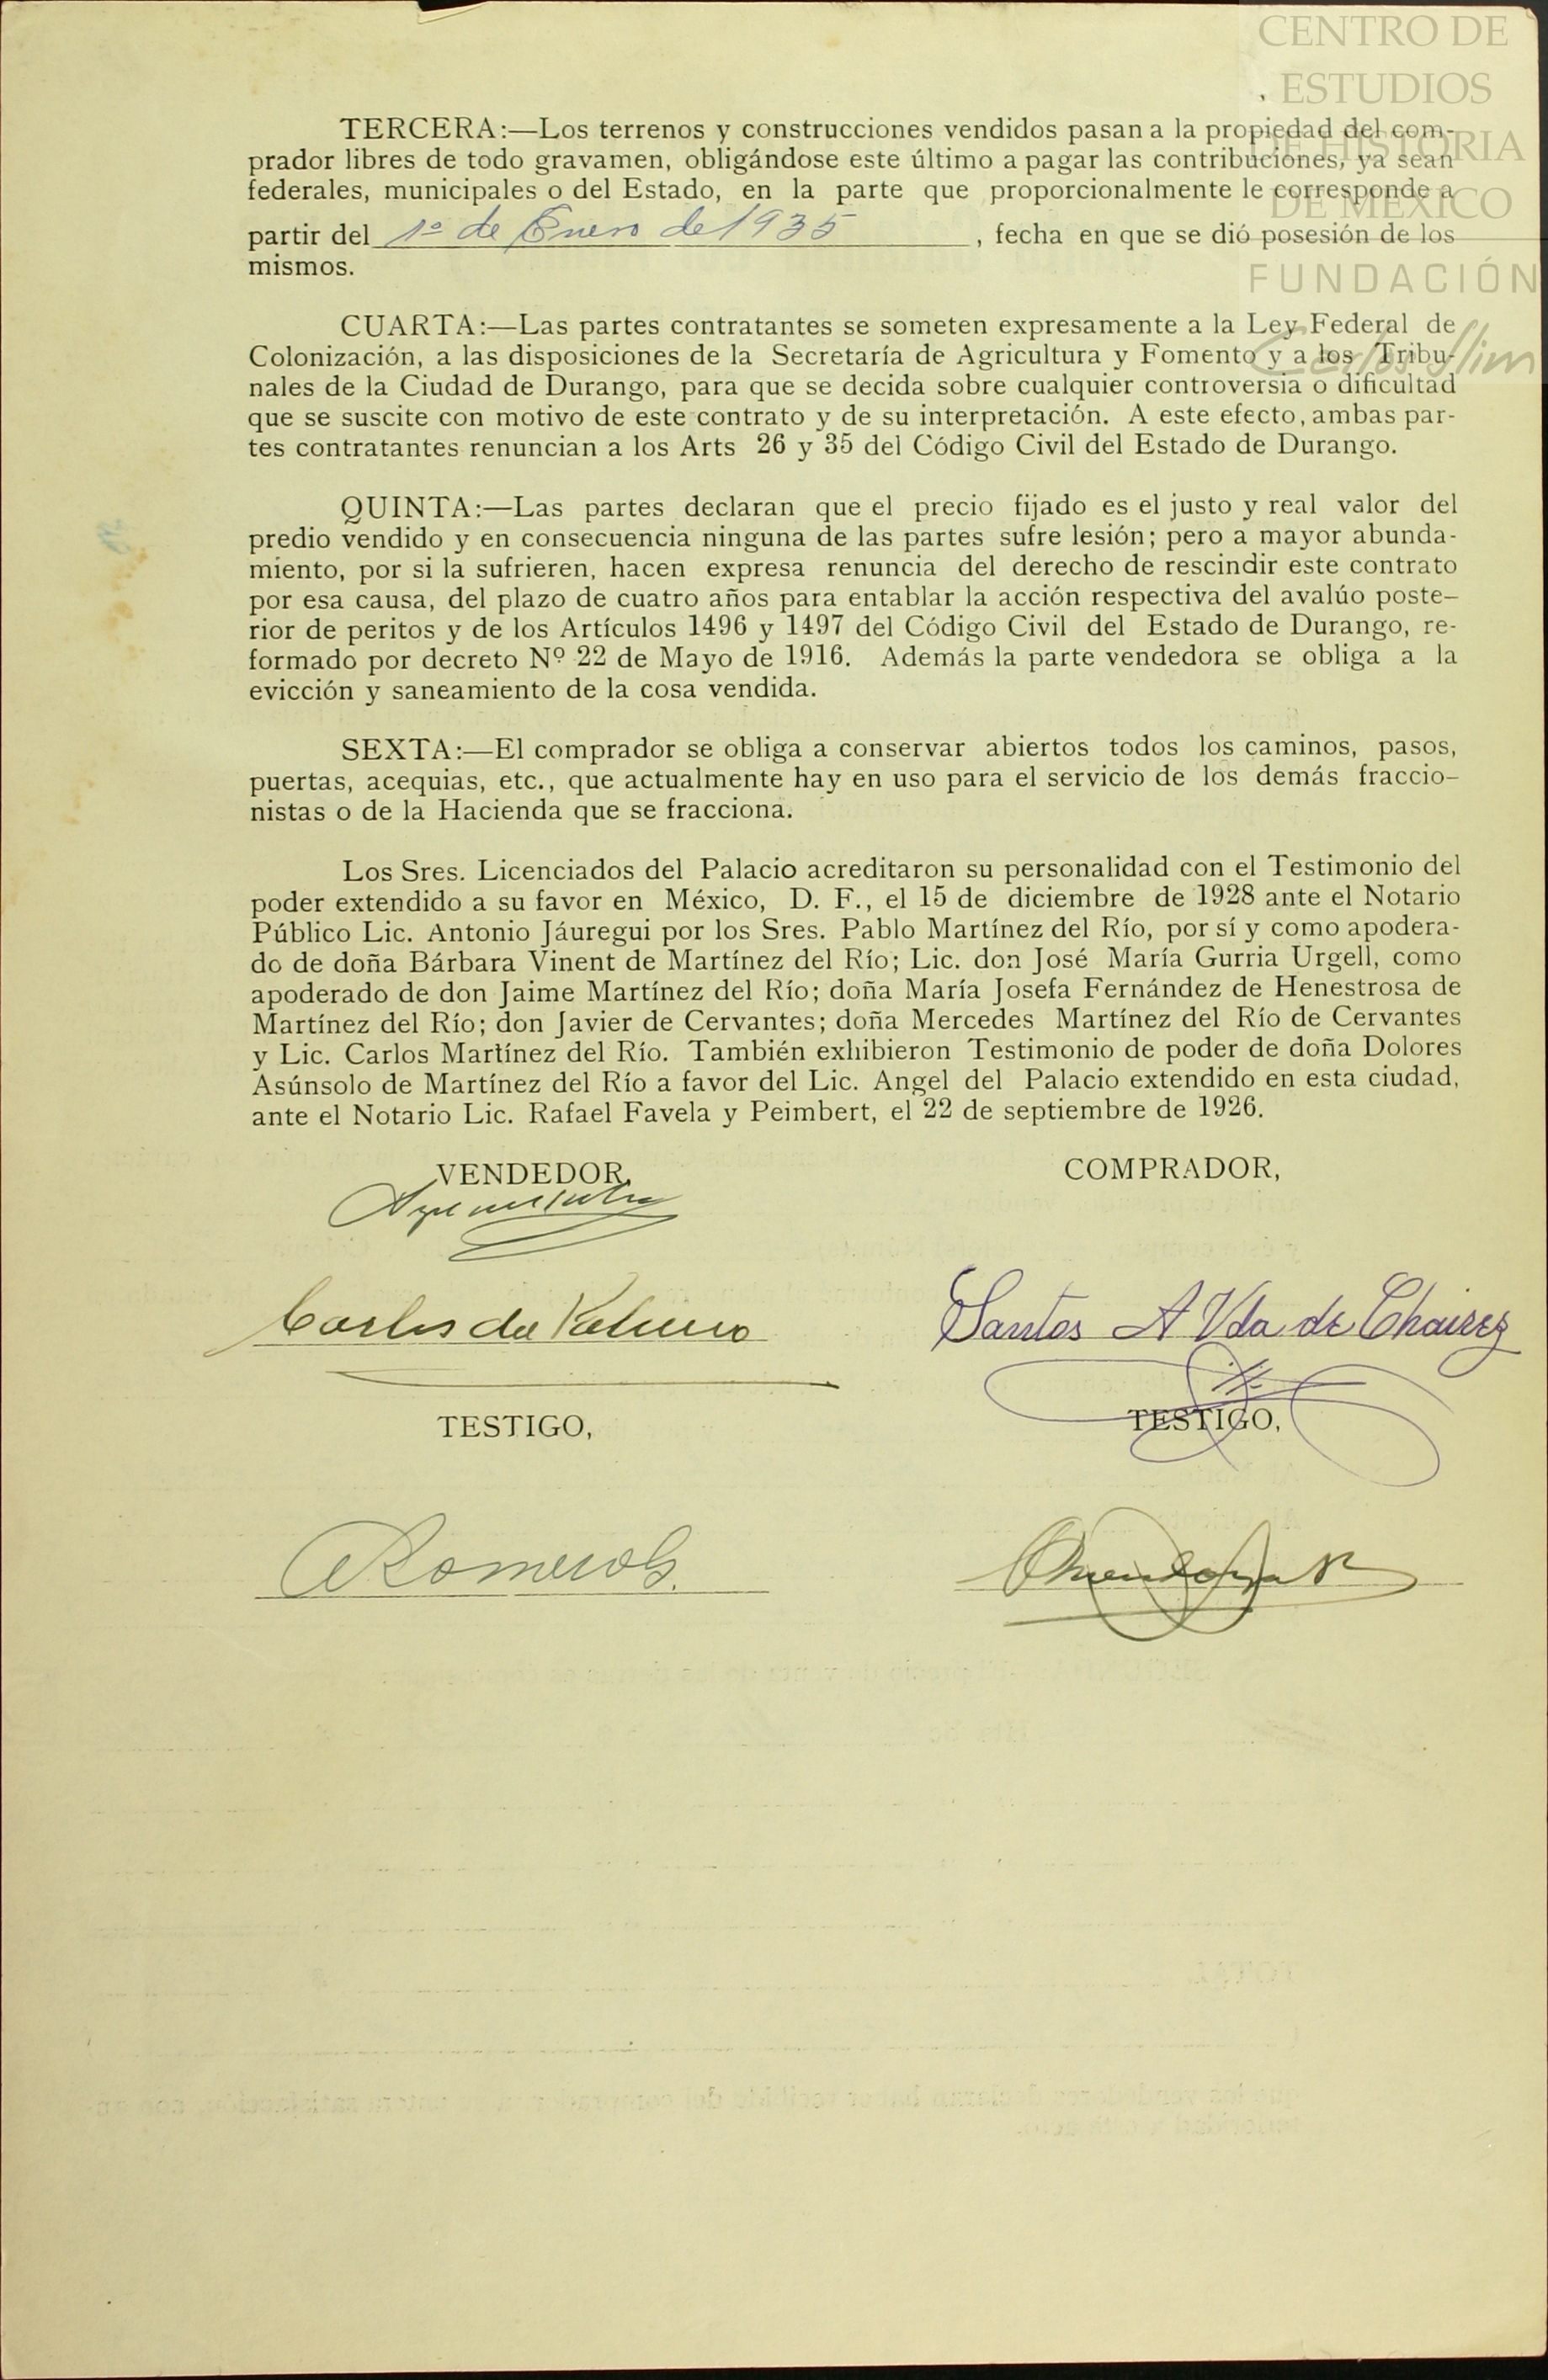 CENTRO DE
ESTUDIOS
DE HISTORIA
DE MÉXICO
FUNDACIÓN
Carlos Slim
TERCERA:—Los terrenos y construcciones vendidos pasan a la propiedad del com-
prador libres de todo gravamen, obligándose este último a pagar las contribuciones, ya sean
federales, municipales o del Estado, en la parte que proporcionalmente le corresponde a
partir del 1º de Enero de 1935, fecha en que se dió posesión de los
mismos.
CUARTA:—Las partes contratantes se someten expresamente a la Ley Federal de
Colonización, a las disposiciones de la Secretaría de Agricultura y Fomento y a los Tribu-
nales de la Ciudad de Durango, para que se decida sobre cualquier controversia o dificultad
que se suscite con motivo de este contrato y de su interpretación. A este efecto, ambas par-
tes contratantes renuncian a los Arts 26 y 35 del Código Civil del Estado de Durango.
QUINTA:—Las partes declaran que el precio fijado es el justo y real valor del
predio vendido y en consecuencia ninguna de las partes sufre lesión; pero a mayor abunda-
miento, por si la sufrieren, hacen expresa renuncia del derecho de rescindir este contrato
por esa causa, del plazo de cuatro años para entablar la acción respectiva del avalúo poste-
rior de peritos y de los Artículos 1496 y 1497 del Código Civil del Estado de Durango, re-
formado por decreto Nº 22 de Mayo de 1916. Además la parte vendedora se obliga a la
evicción y saneamiento de la cosa vendida.
SEXTA:—El comprador se obliga a conservar abiertos todos los caminos, pasos,
puertas, acequias, etc., que actualmente hay en uso para el servicio de los demás fraccio-
nistas o de la Hacienda que se fracciona.
Los Sres. Licenciados del Palacio acreditaron su personalidad con el Testimonio del
poder extendido a su favor en México, D. F., el 15 de diciembre de 1928 ante el Notario
Público Lic. Antonio Jáuregui por los Sres. Pablo Martínez del Río, por sí y como apodera-
do de doña Bárbara Vinent de Martínez del Río; Lic. don José María Gurria Urgell, como
apoderado de don Jaime Martínez del Río; doña María Josefa Fernández de Henestrosa de
Martínez del Río; don Javier de Cervantes; doña Mercedes Martínez del Río de Cervantes
y Lic. Carlos Martínez del Río. También exhibieron Testimonio de poder de doña Dolores
Asúnsolo de Martínez del Río a favor del Lic. Angel del Palacio extendido en esta ciudad,
ante el Notario Lic. Rafael Favela y Peimbert, el 22 de septiembre de 1926.
VENDEDOR, COMPRADOR,
Carlos del Palacio Santos A Vda de Chairez
TESTIGO, TESTIGO,
Romero G.